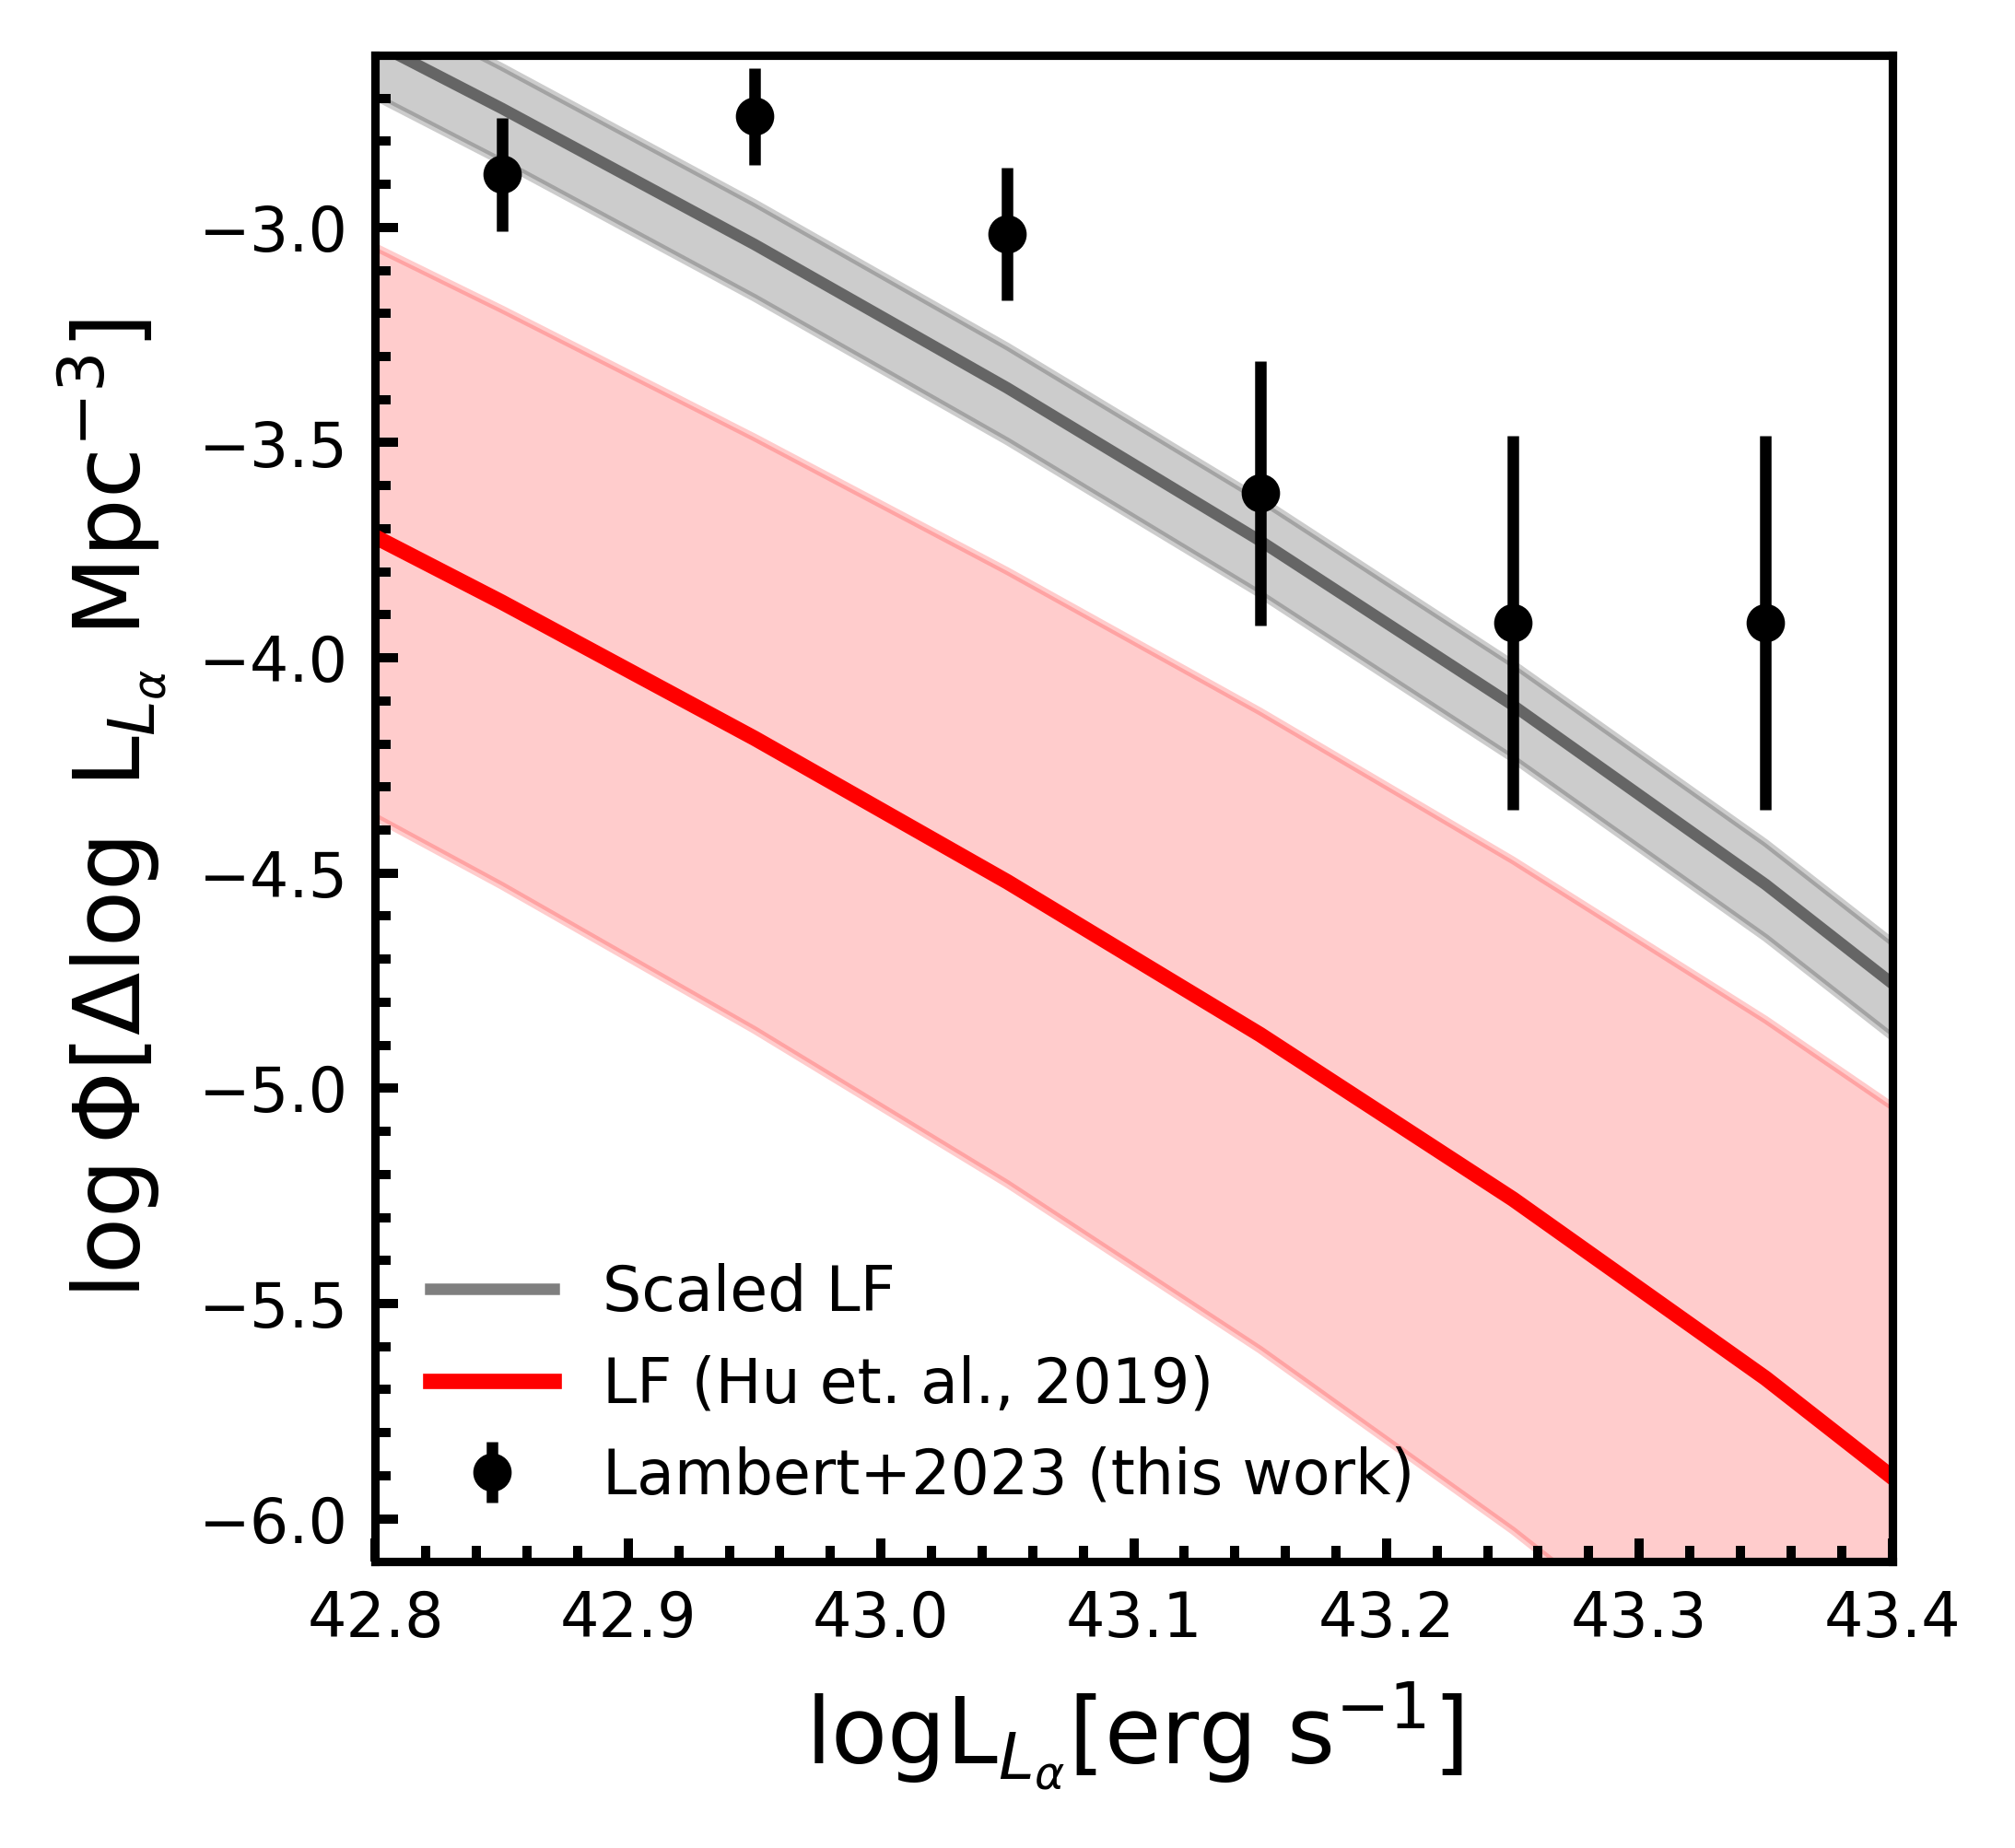 log Φ[Δlog L_{L_α} Mpc^{−3}]
−3.0
−3.5
−4.0
−4.5
−5.0
−5.5
−6.0
Scaled LF
LF (Hu et. al., 2019)
Lambert+2023 (this work)
42.8 42.9 43.0 43.1 43.2 43.3 43.4
logL_{L_α}[erg s^{−1}]